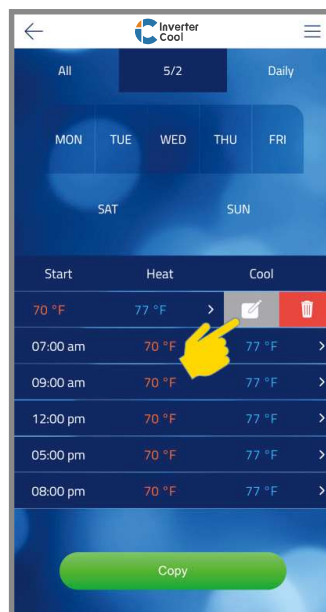 Inverter
Cool
All 5/2 Daily
MON TUE WED THU FRI
SAT SUN
Start Heat Cool
70 °F 77 °F >
07:00 am 70 °F 77 °F >
09:00 am 70 °F 77 °F >
12:00 pm 70 °F 77 °F >
05:00 pm 70 °F 77 °F >
08:00 pm 70 °F 77 °F >
Copy